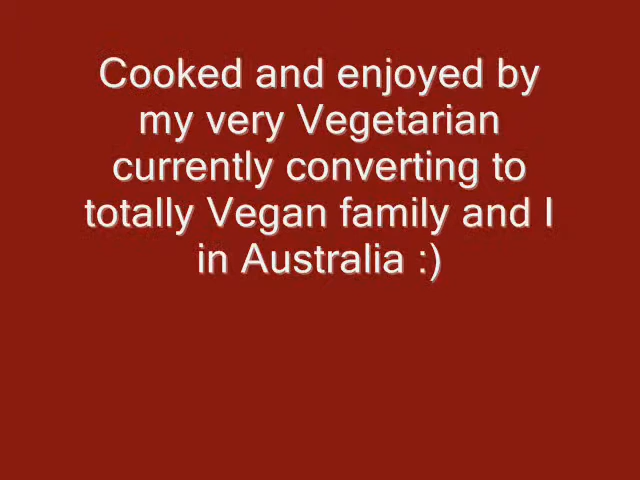 Cooked and enjoyed by
my very Vegetarian
currently converting to
totally Vegan family and I
in Australia :)